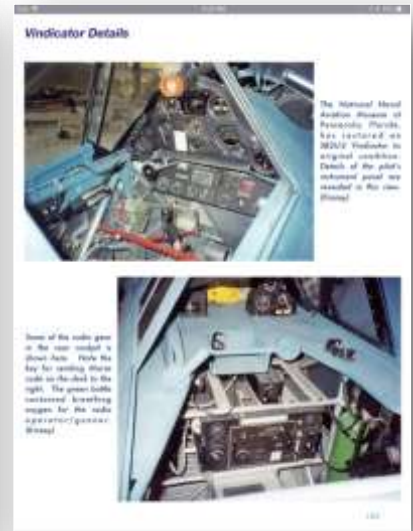 Vindicator Details
The National Naval
Aviation Museum at
Pensacola Florida,
has restored an
SB2U-2 Vindicator to
original condition.
Details of the pilot's
instrument panel are
revealed in this view.
Some of the radio gear
in the rear cockpit is
shown here. Note the
key for sending Morse
code on the desk to the
right. The green bottle
contained breathing
oxygen for the radio
operator/gunner.
6